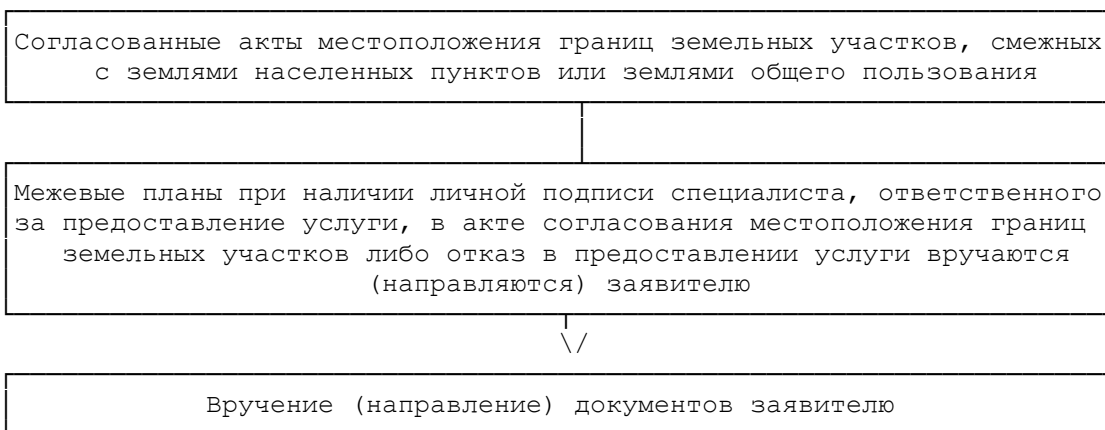 Согласованные акты местоположения границ земельных участков, смежных
с землями населенных пунктов или землями общего пользования
Межевые планы при наличии личной подписи специалиста, ответственного
за предоставление услуги, в акте согласования местоположения границ
земельных участков либо отказ в предоставлении услуги вручаются
(направляются) заявителю
\/
Вручение (направление) документов заявителю